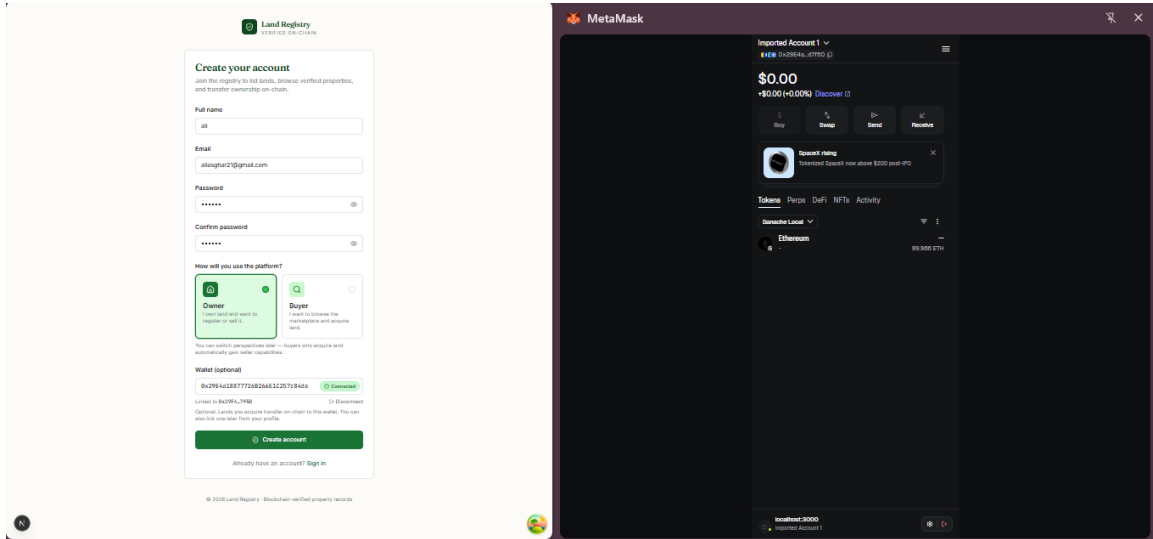 Land Registry
VERIFIED ON-CHAIN
Create your account
Join the registry to list lands, browse verified properties,
and transfer ownership on-chain.
Full name
ali
Email
aliasghar21@gmail.com
Password
••••••
Confirm password
••••••
How will you use the platform?
Owner
I own land and want to
register or sell it.
Buyer
I want to browse the
marketplace and acquire
land.
You can switch perspectives later — buyers who acquire land
automatically gain seller capabilities.
Wallet (optional)
Connected
Linked to
Disconnect
Optional. Lands you acquire transfer on-chain to this wallet. You can
also link one later from your profile.
Create account
Already have an account? Sign in
© 2026 Land Registry · Blockchain-verified property records
N
MetaMask
Imported Account 1
$0.00
+$0.00 (+0.00%) Discover
$
Buy
Swap
Send
Receive
SpaceX rising
Tokenized SpaceX now above $200 post-IPO
Tokens Perps DeFi NFTs Activity
Ganache Local
Ethereum
-
—
99.966 ETH
localhost:3000
Imported Account 1